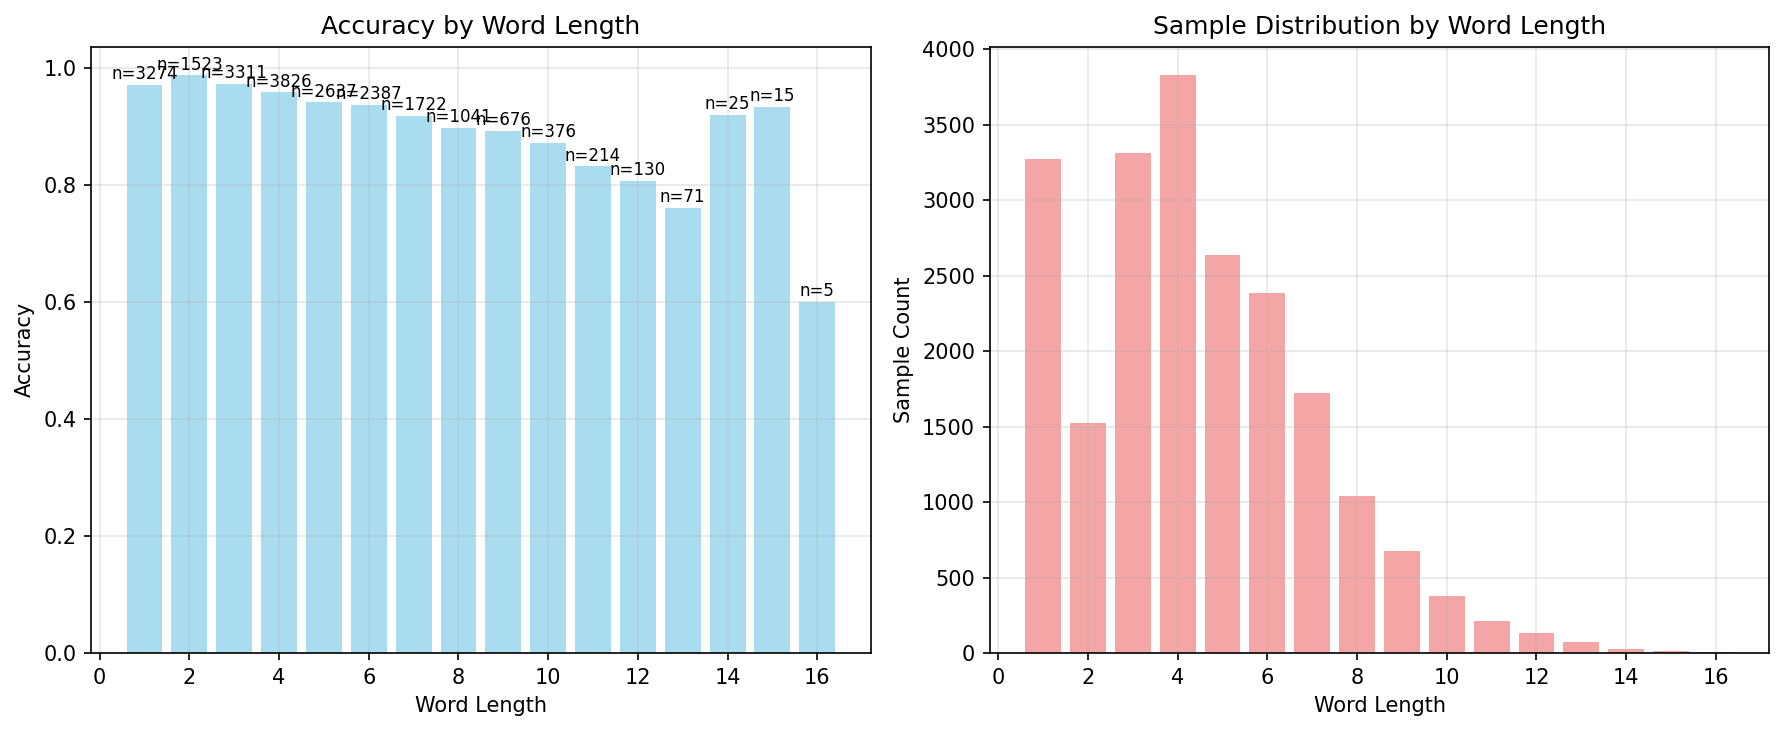 Accuracy by Word Length
n=3274
n=1523
n=3311
n=3826
n=2637
n=2387
n=1722
n=1041
n=676
n=376
n=214
n=130
n=71
n=25
n=15
n=5
1.0
0.8
0.6
0.4
0.2
0.0
Accuracy
0 2 4 6 8 10 12 14 16
Word Length
Sample Distribution by Word Length
4000
3500
3000
2500
2000
1500
1000
500
0
Sample Count
0 2 4 6 8 10 12 14 16
Word Length